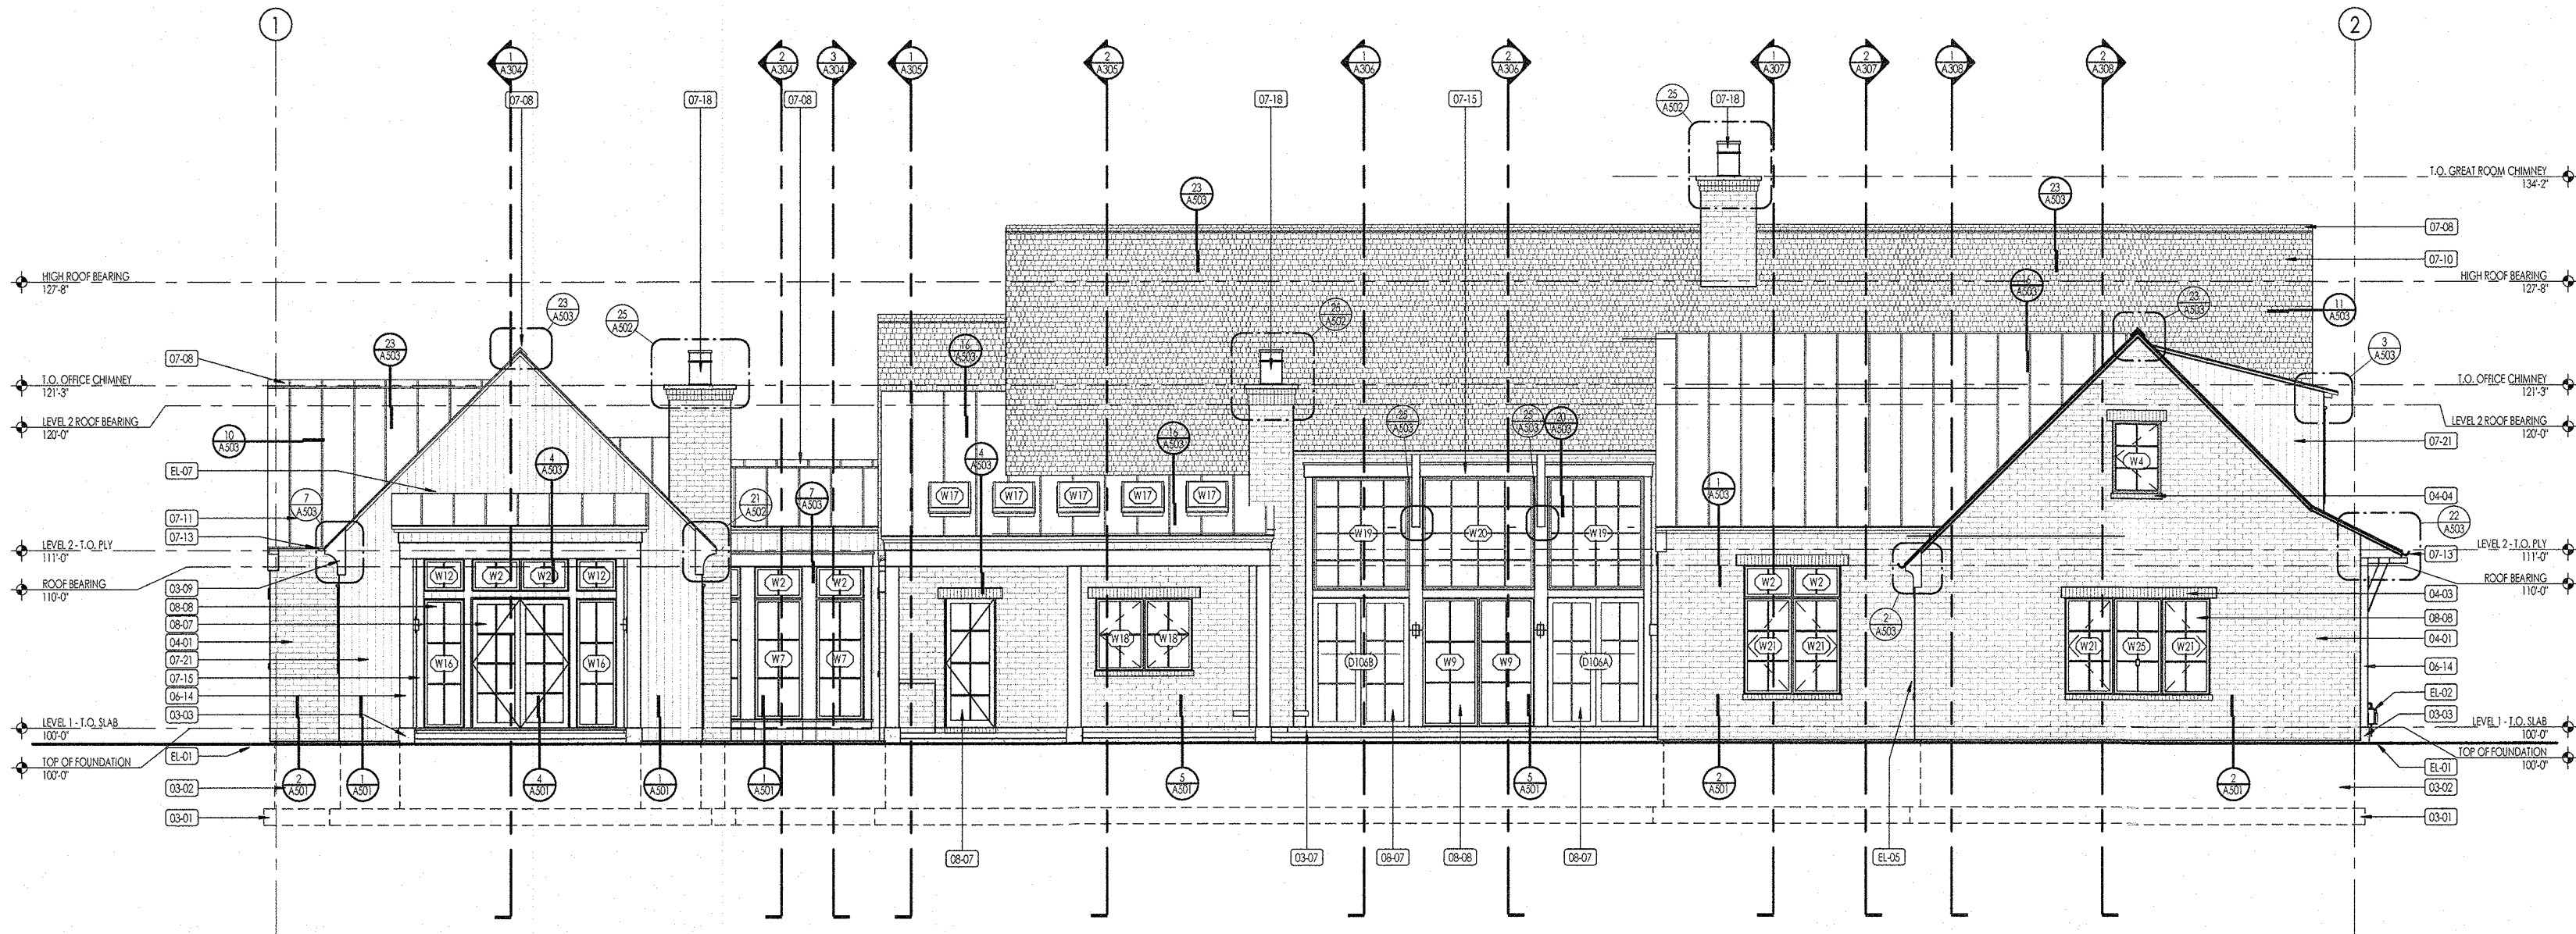 1
2
1
A304
2
A304
3
A304
1
A305
2
A305
1
A306
2
A306
1
A307
2
A307
1
A308
2
A308
07-08
07-18
07-08
07-18
07-15
25
A502
07-18
T.O. GREAT ROOM CHIMNEY
134'-2"
23
A503
23
A503
07-08
07-10
HIGH ROOF BEARING
127'-8"
HIGH ROOF BEARING
127'-8"
16
A503
23
A503
11
A503
23
A503
25
A502
25
A502
3
A503
07-08
23
A503
16
A503
T.O. OFFICE CHIMNEY
121'-3"
T.O. OFFICE CHIMNEY
121'-3"
LEVEL 2 ROOF BEARING
120'-0"
LEVEL 2 ROOF BEARING
120'-0"
10
A503
25
A503
25
A503
20
A503
16
A503
07-21
EL-07
4
A503
4
A503
W4
1
A503
04-04
7
A503
21
A502
7
A503
W17
W17
W17
W17
W17
07-11
07-13
22
A503
W19
W20
W19
LEVEL 2 - T.O. PLY
111'-0"
LEVEL 2 - T.O. PLY
111'-0"
07-13
ROOF BEARING
110'-0"
ROOF BEARING
110'-0"
03-09
W12
W2
W2
W12
W2
W2
W2
W2
04-03
08-08
08-07
04-01
07-21
07-15
06-14
03-03
2
A503
08-08
04-01
06-14
EL-02
03-03
W16
W16
W7
W7
W18
W18
D106B
W9
W9
D106A
W21
W21
W21
W25
W21
LEVEL 1 - T.O. SLAB
100'-0"
LEVEL 1 - T.O. SLAB
100'-0"
EL-01
TOP OF FOUNDATION
100'-0"
TOP OF FOUNDATION
100'-0"
EL-01
03-02
2
A501
1
A501
4
A501
1
A501
1
A501
5
A501
5
A501
2
A501
2
A501
03-02
03-01
03-01
08-07
03-07
08-07
08-08
08-07
EL-05